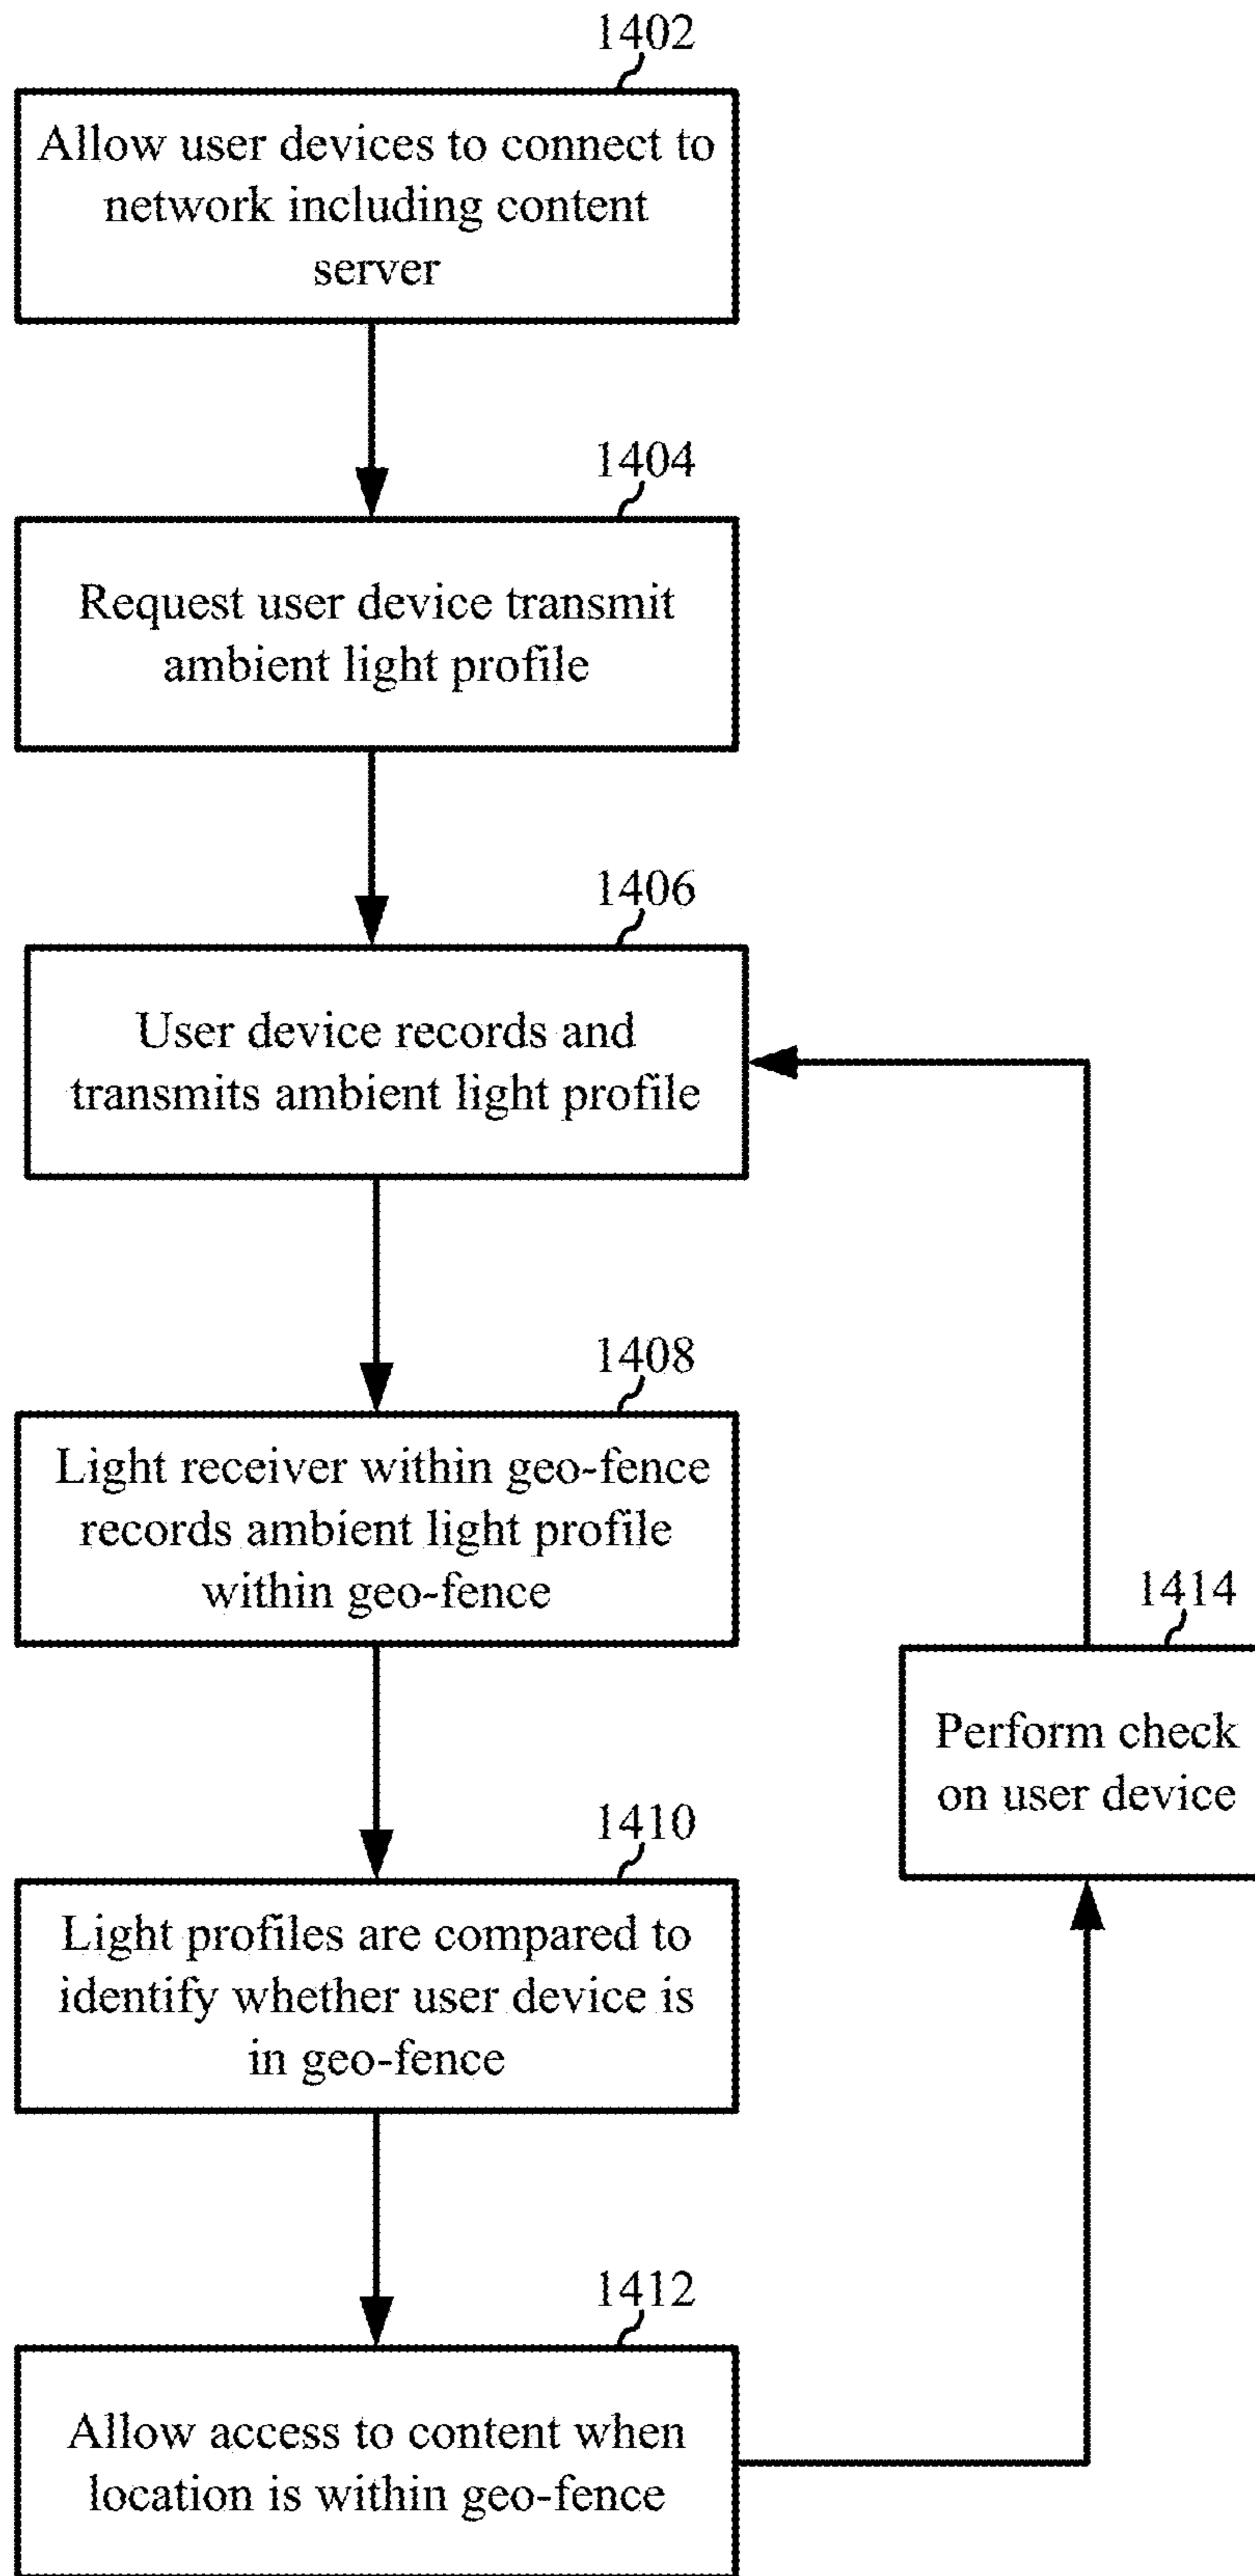 1402
Allow user devices to connect to
network including content
server
1404
Request user device transmit
ambient light profile
1406
User device records and
transmits ambient light profile
1408
Light receiver within geo-fence
records ambient light profile
within geo-fence
1414
Perform check
on user device
1410
Light profiles are compared to
identify whether user device is
in geo-fence
1412
Allow access to content when
location is within geo-fence